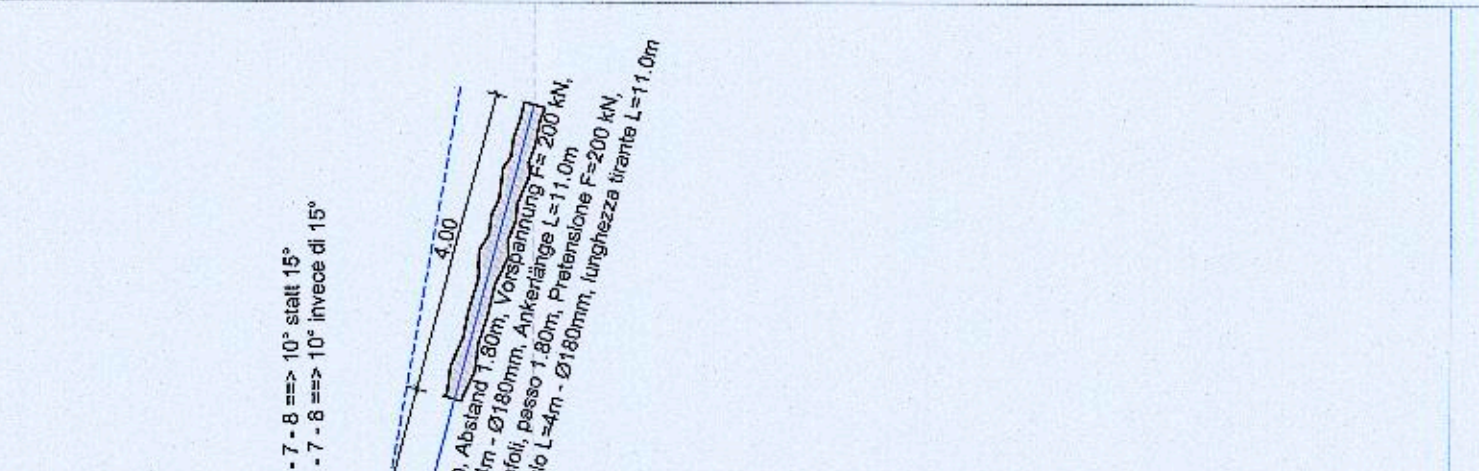 - 7 - 8 ==> 10° statt 15°
- 7 - 8 ==> 10° invece di 15°
4.00
, Abstand 1.80m, Vorspannung F= 200 kN,
4m - Ø180mm, Ankerlänge L=11.0m
passo 1.80m, Pretensione F=200 kN,
L=4m - Ø180mm, lunghezza tirante L=11.0m